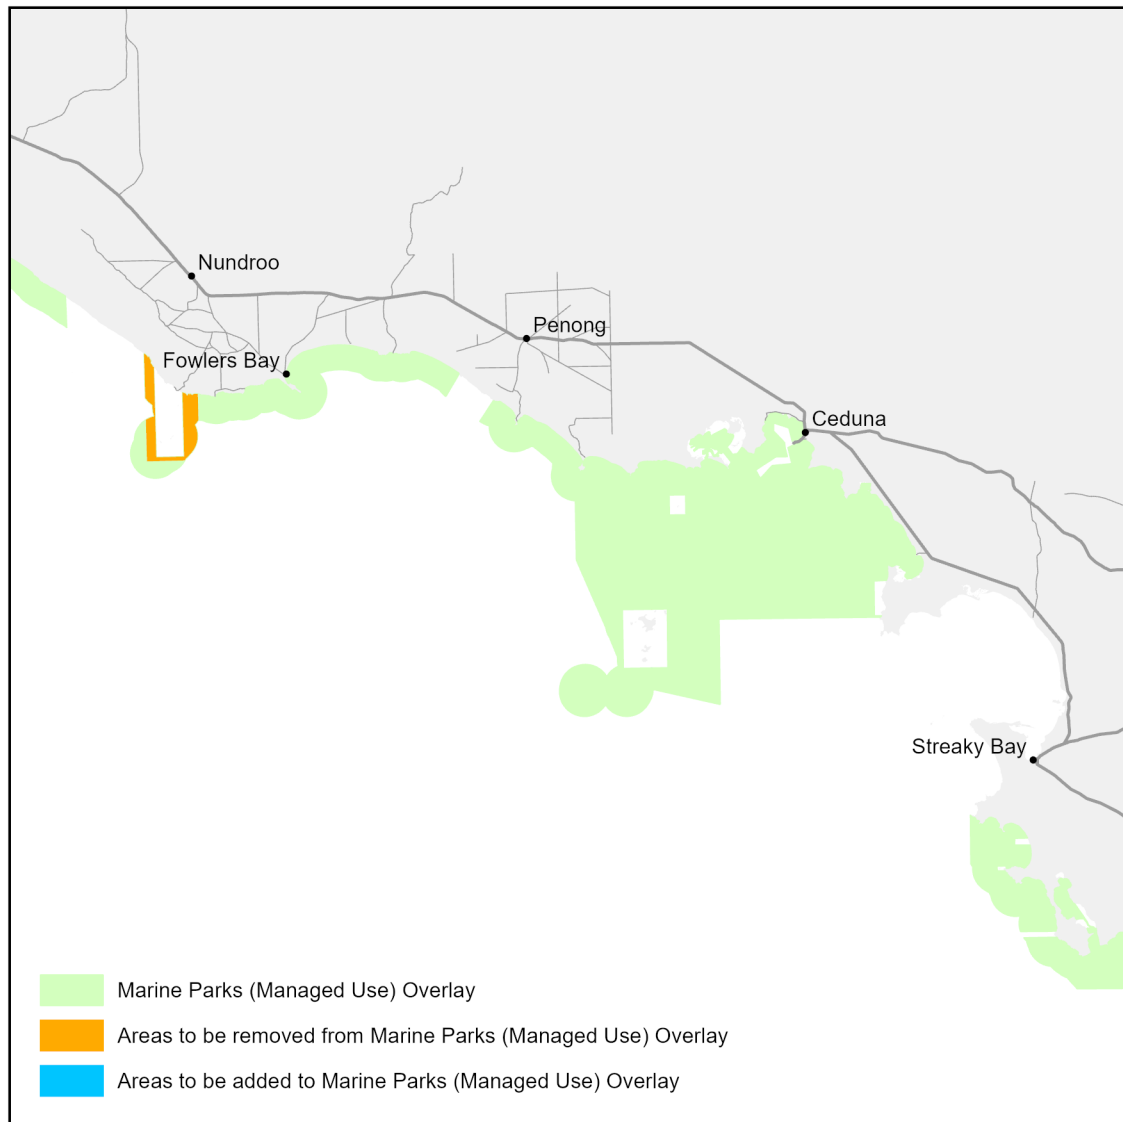 Nundroo
Penong
Fowlers Bay
Ceduna
Streaky Bay
Marine Parks (Managed Use) Overlay
Areas to be removed from Marine Parks (Managed Use) Overlay
Areas to be added to Marine Parks (Managed Use) Overlay